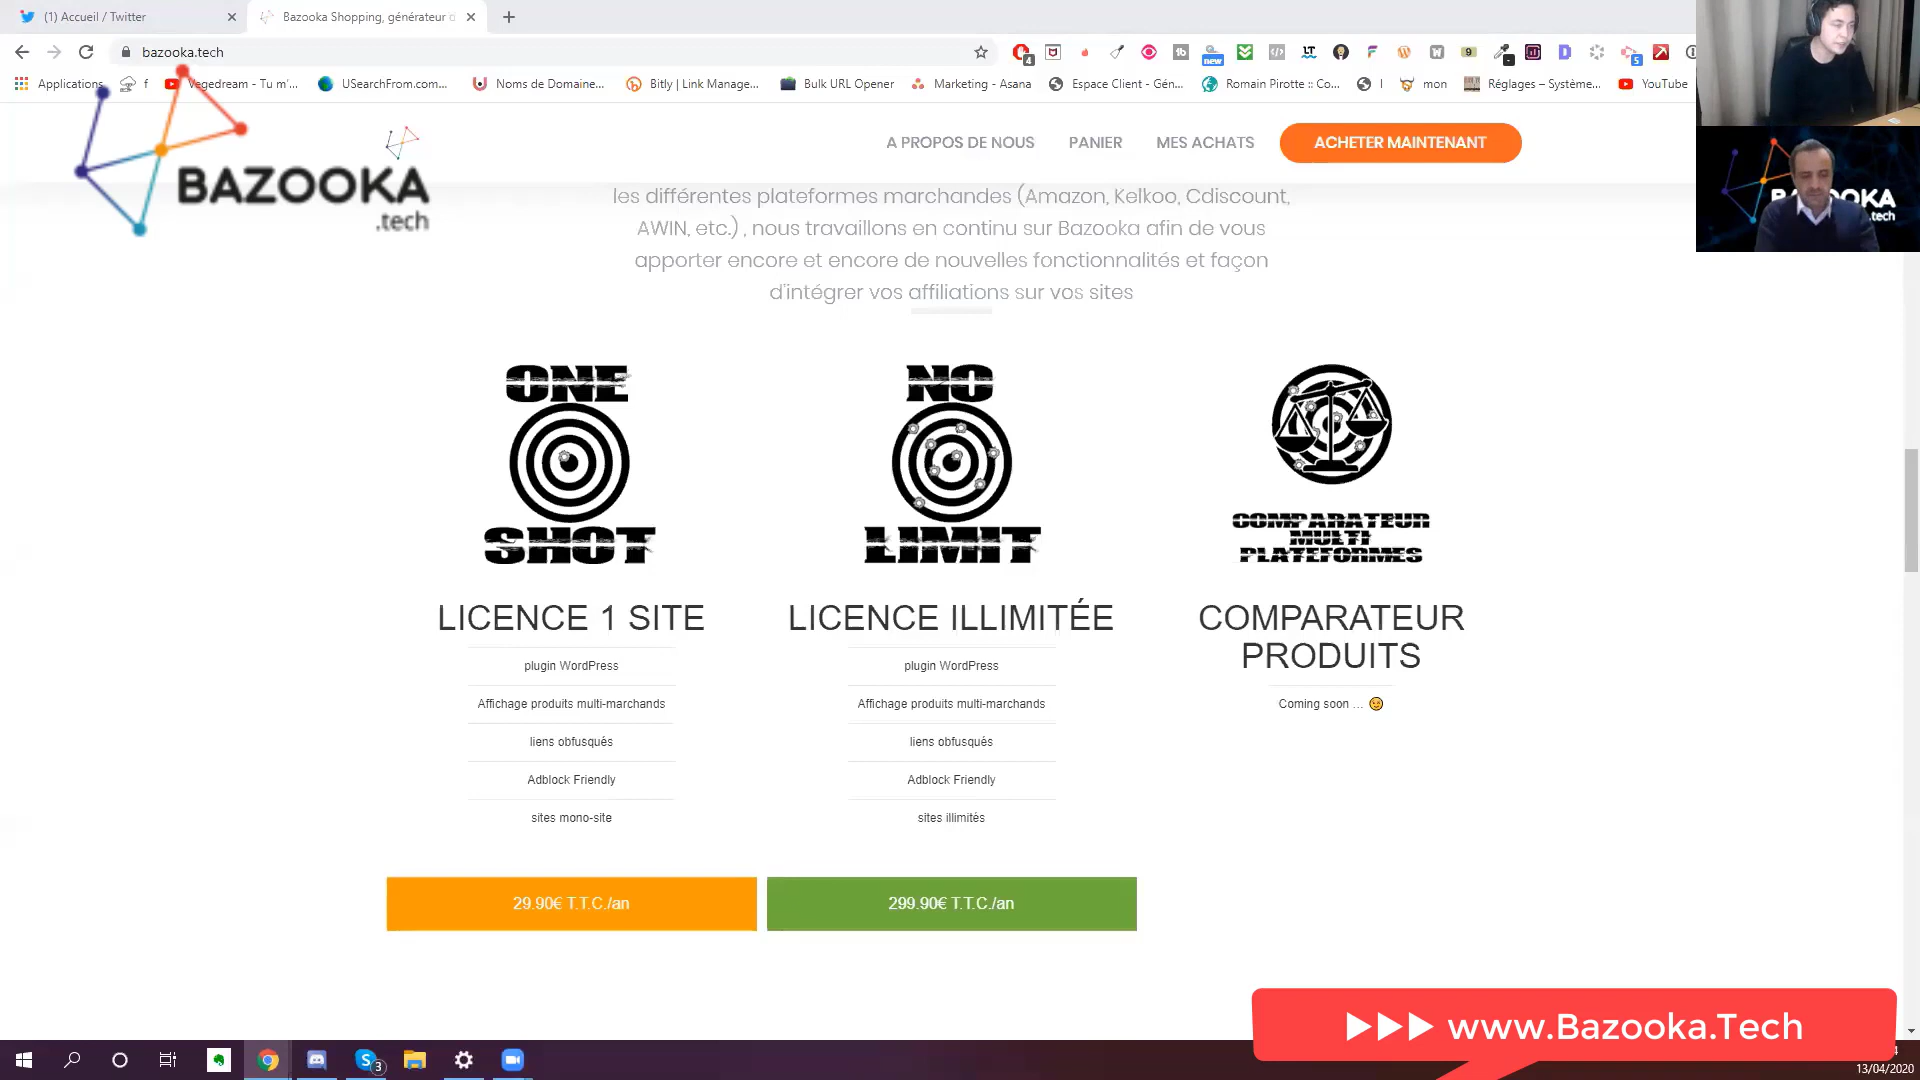 (1) Accueil / Twitter
Bazooka Shopping, générateur d
bazooka.tech
Applications
f
Vegedream - Tu m'...
USearchFrom.com...
Noms de Domaine...
Bitly | Link Manage...
Bulk URL Opener
Marketing - Asana
Espace Client - Gén...
Romain Pirotte :: Co...
I
mon
Réglages – Système...
YouTube
4
new
LT
9
5
BAZOOKA
.tech
A PROPOS DE NOUS
PANIER
MES ACHATS
ACHETER MAINTENANT
les différentes plateformes marchandes (Amazon, Kelkoo, Cdiscount,
AWIN, etc.) , nous travaillons en continu sur Bazooka afin de vous
apporter encore et encore de nouvelles fonctionnalités et façon
d'intégrer vos affiliations sur vos sites
ONE
SHOT
LICENCE 1 SITE
plugin WordPress
Affichage produits multi-marchands
liens obfusqués
Adblock Friendly
sites mono-site
29.90€ T.T.C./an
NO
LIMIT
LICENCE ILLIMITÉE
plugin WordPress
Affichage produits multi-marchands
liens obfusqués
Adblock Friendly
sites illimités
299.90€ T.T.C./an
COMPARATEUR
MULTI
PLATEFORMES
COMPARATEUR
PRODUITS
Coming soon ... 😉
www.Bazooka.Tech
3
13/04/2020